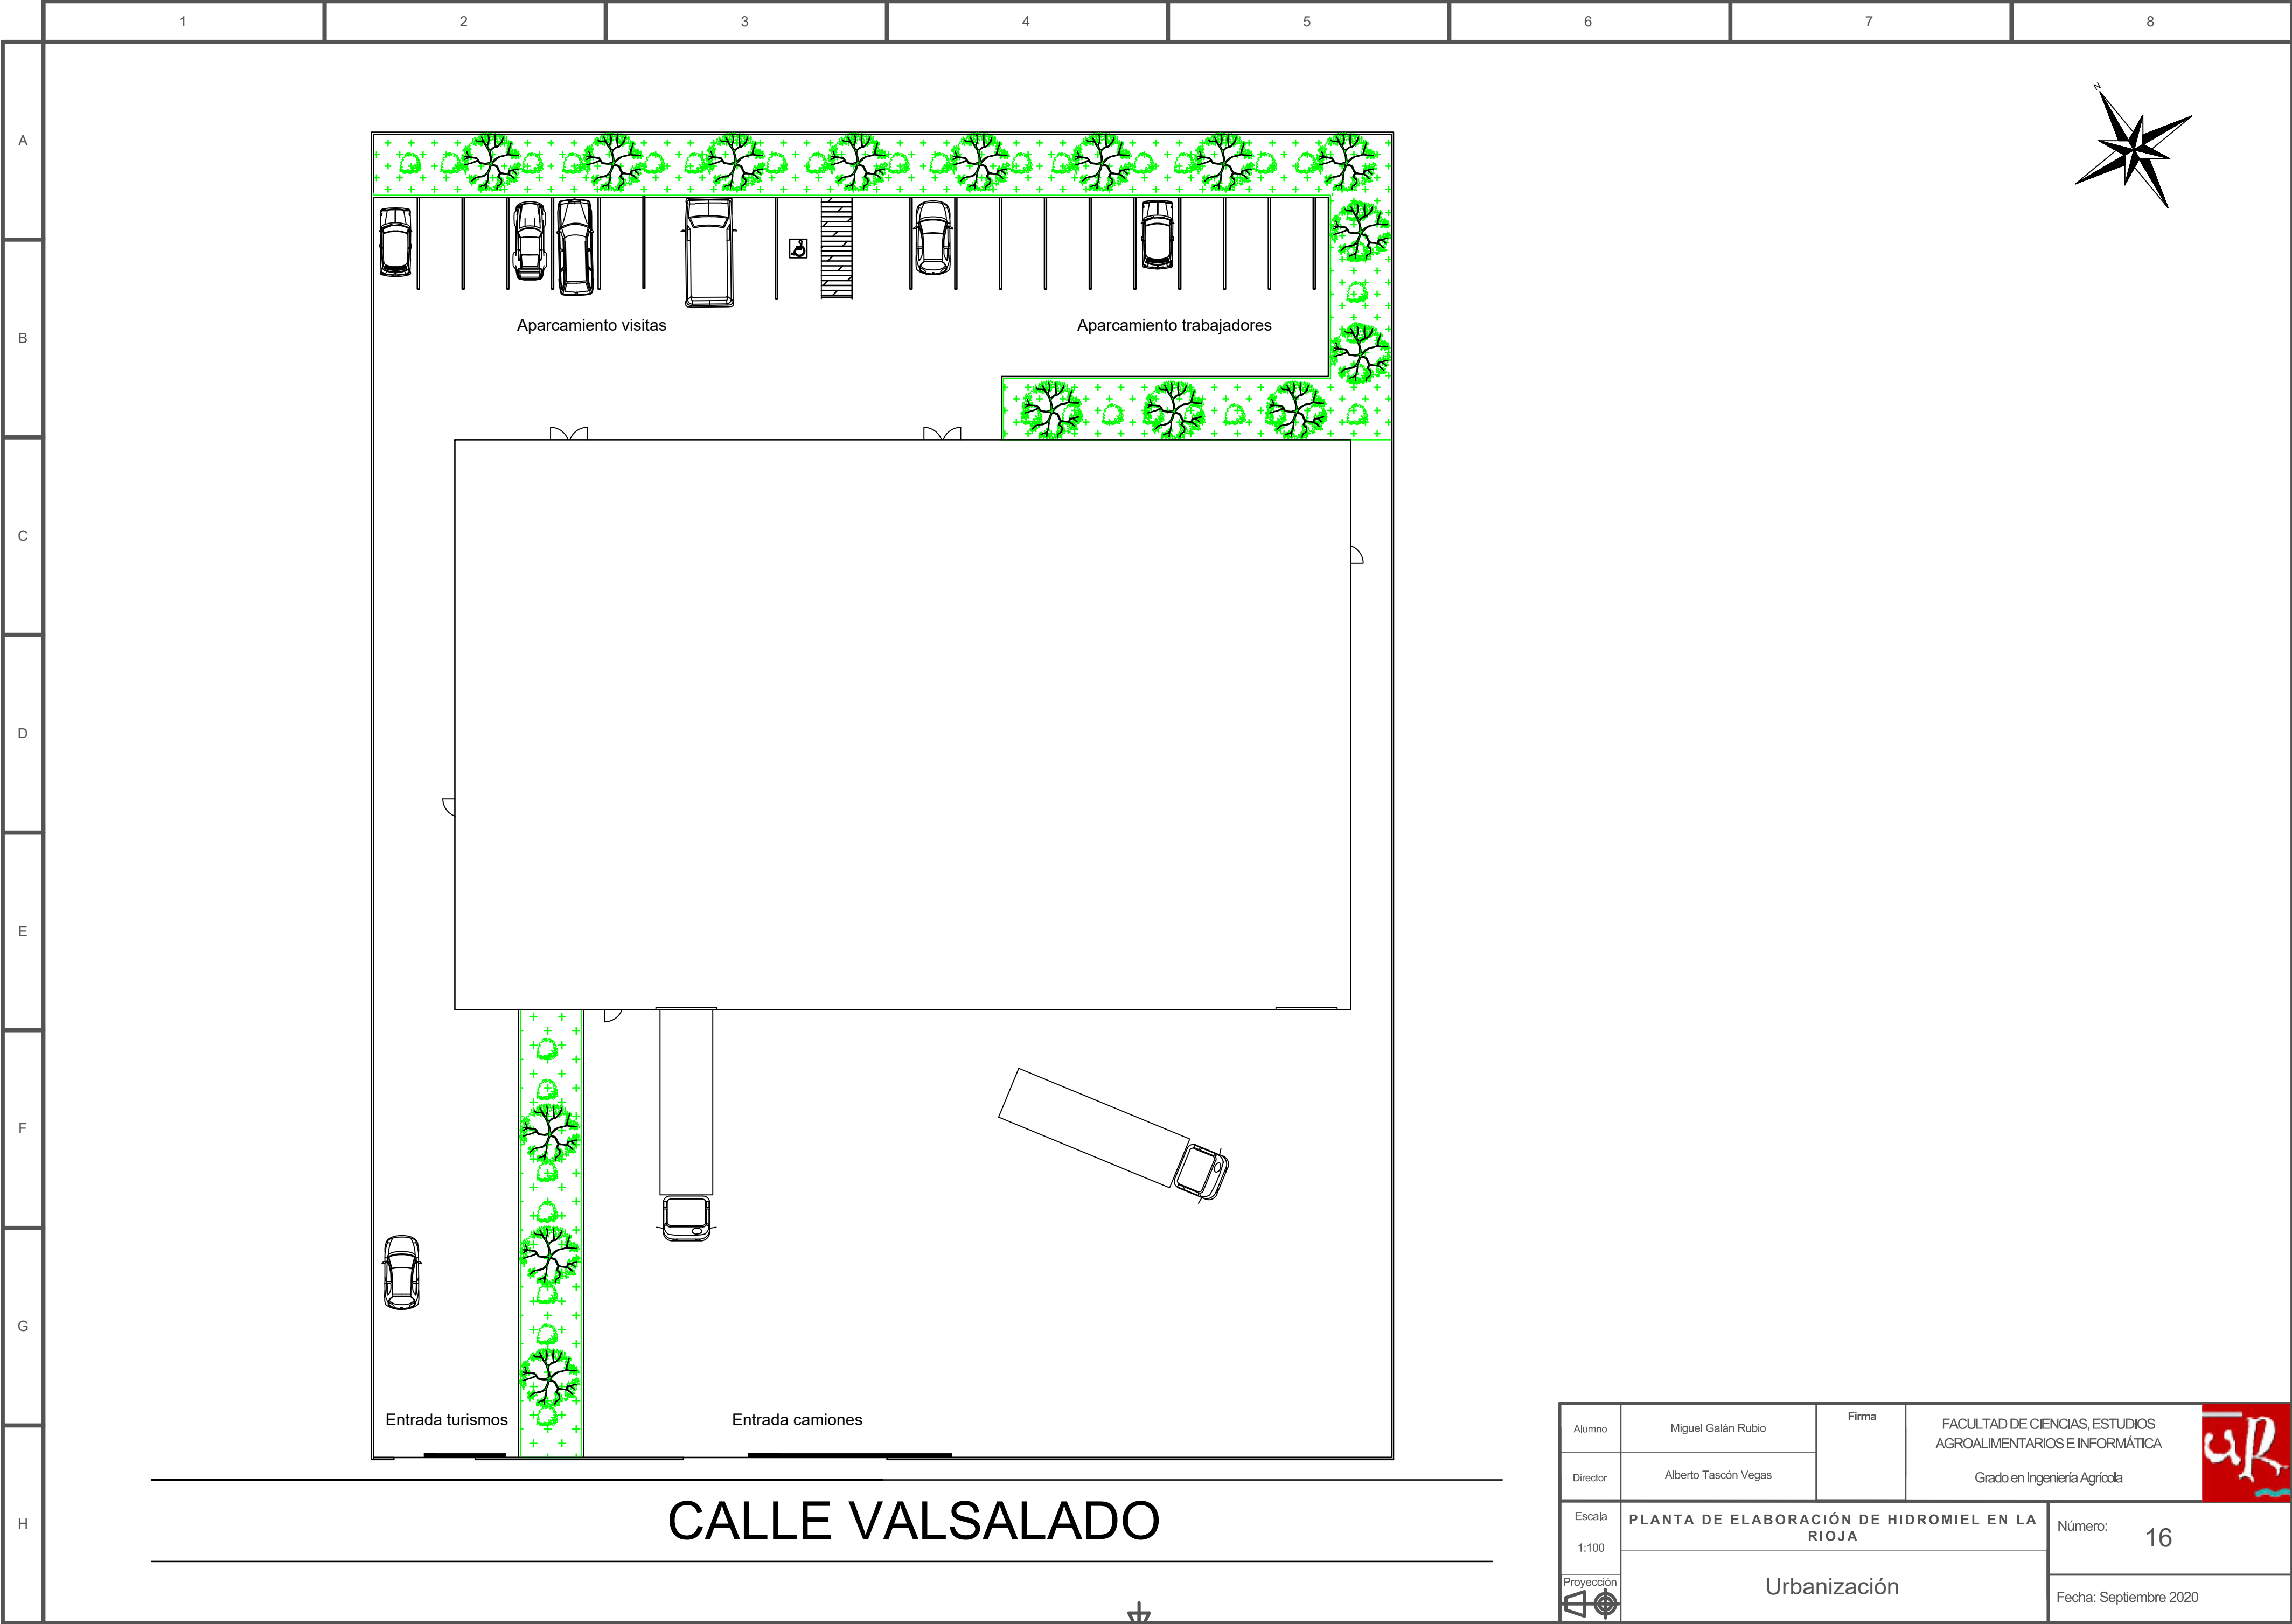 1 2 3 4 5 6 7 8
A
B
C
D
E
F
G
H
N
Aparcamiento visitas
Aparcamiento trabajadores
Entrada turismos
Entrada camiones
CALLE VALSALADO
Alumno
Miguel Galán Rubio
Director
Alberto Tascón Vegas
Firma
FACULTAD DE CIENCIAS, ESTUDIOS
AGROALIMENTARIOS E INFORMÁTICA
Grado en Ingeniería Agrícola
uR
Escala
1:100
Proyección
PLANTA DE ELABORACIÓN DE HIDROMIEL EN LA
RIOJA
Urbanización
Número:
16
Fecha: Septiembre 2020